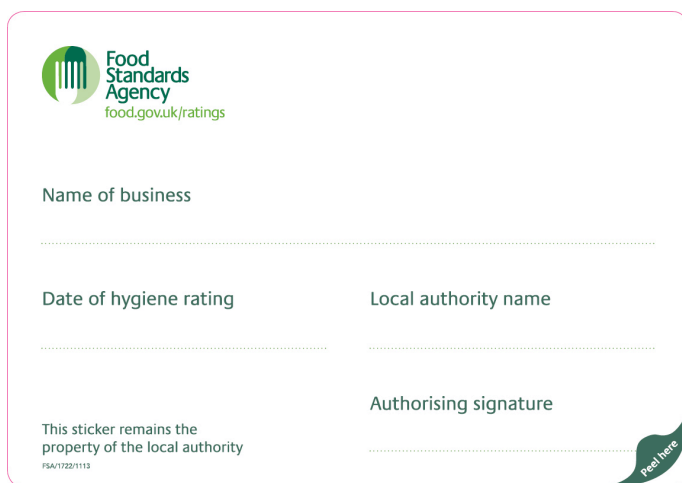 Food
Standards
Agency
food.gov.uk/ratings
Name of business
Date of hygiene rating
Local authority name
Authorising signature
This sticker remains the
property of the local authority
FSA/1722/1113
Peel here